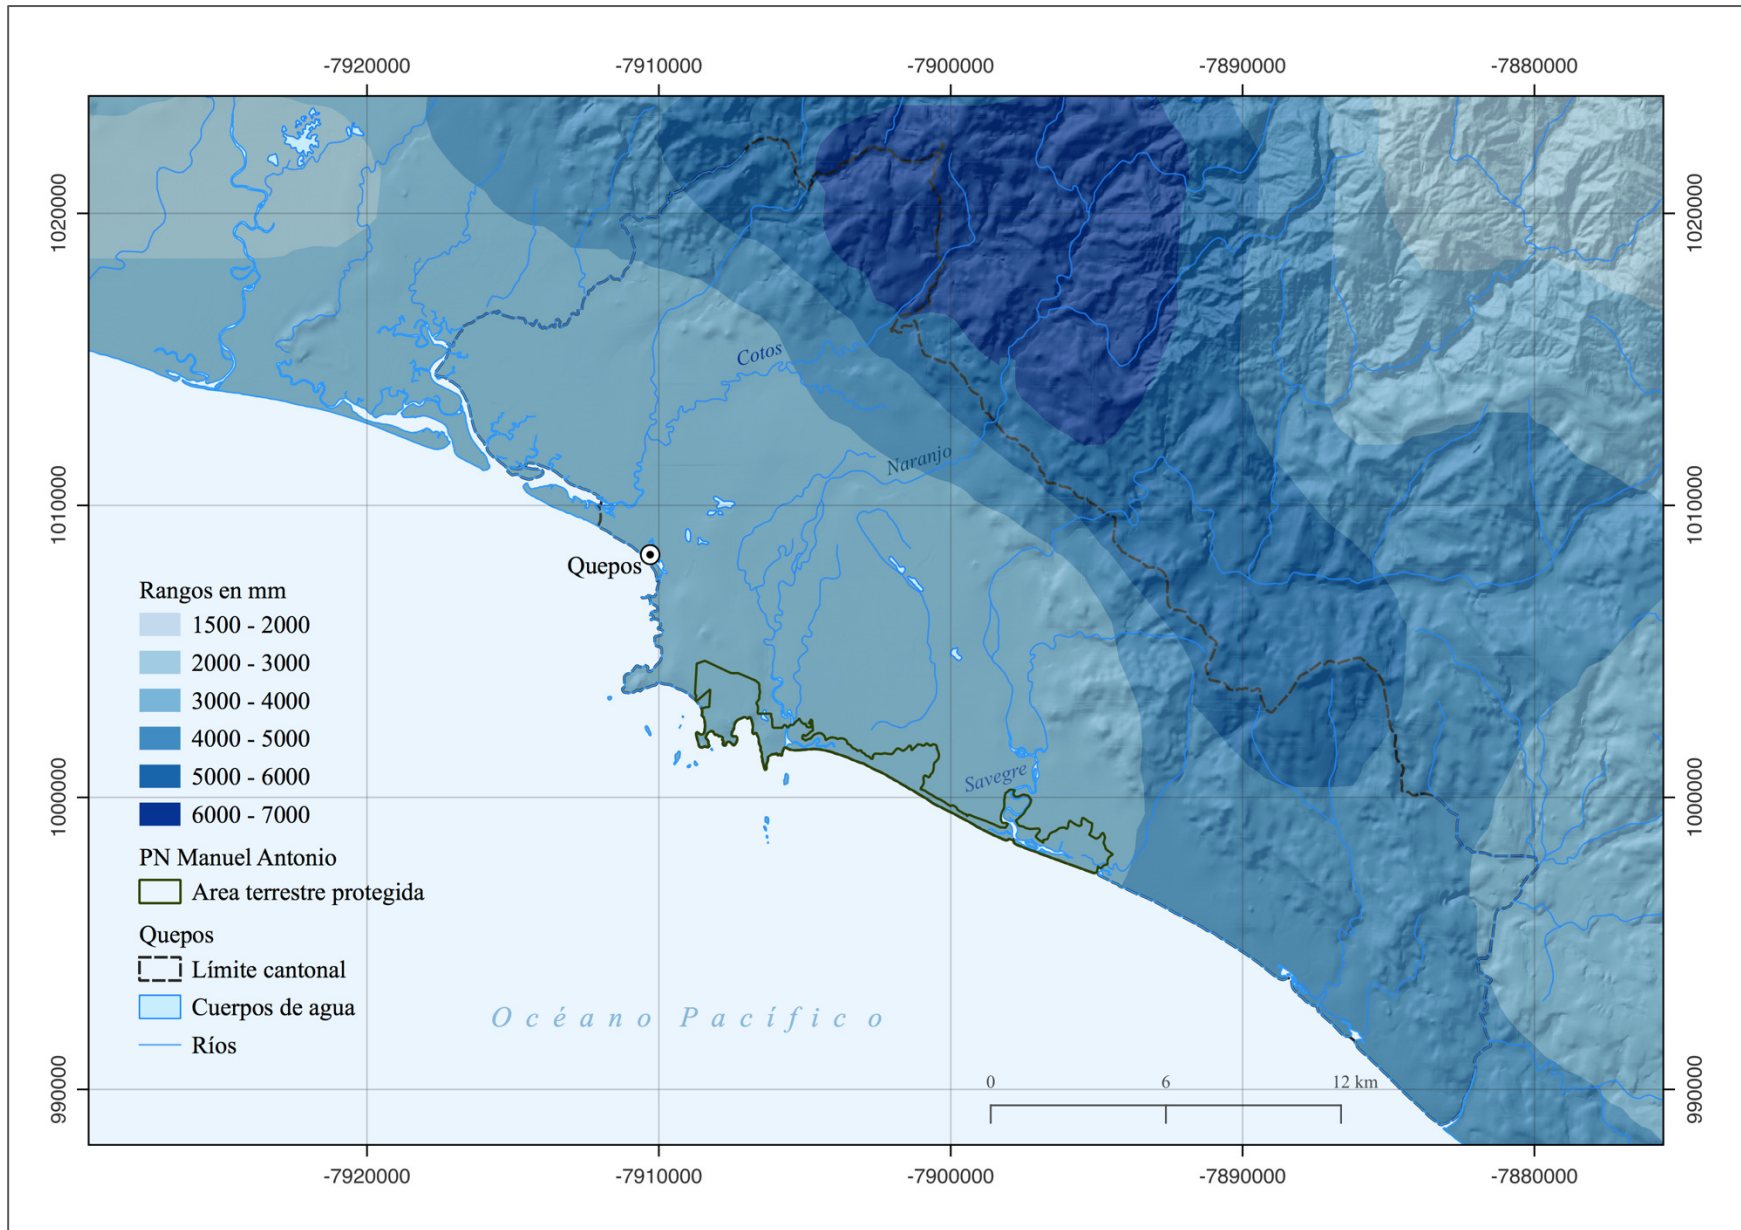 -7920000 -7910000 -7900000 -7890000 -7880000
1020000 1020000
Cotos
Naranjo
1010000 1010000
Quepos
Rangos en mm
1500 - 2000
2000 - 3000
3000 - 4000
4000 - 5000
5000 - 6000
6000 - 7000
Savegre
1000000 1000000
PN Manuel Antonio
Area terrestre protegida
Quepos
Límite cantonal
Cuerpos de agua
Océano Pacífico
Ríos
0 6 12 km
990000 990000
-7920000 -7910000 -7900000 -7890000 -7880000